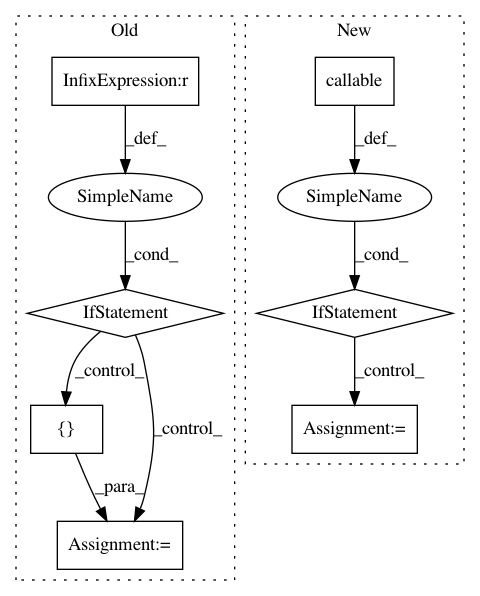 Old
New
InfixExpression:r
callable
_def_
_def_
SimpleName
SimpleName
_cond_
_cond_
IfStatement
IfStatement
_control_
_control_
_control_
{}
Assignment:=
_para_
Assignment:=